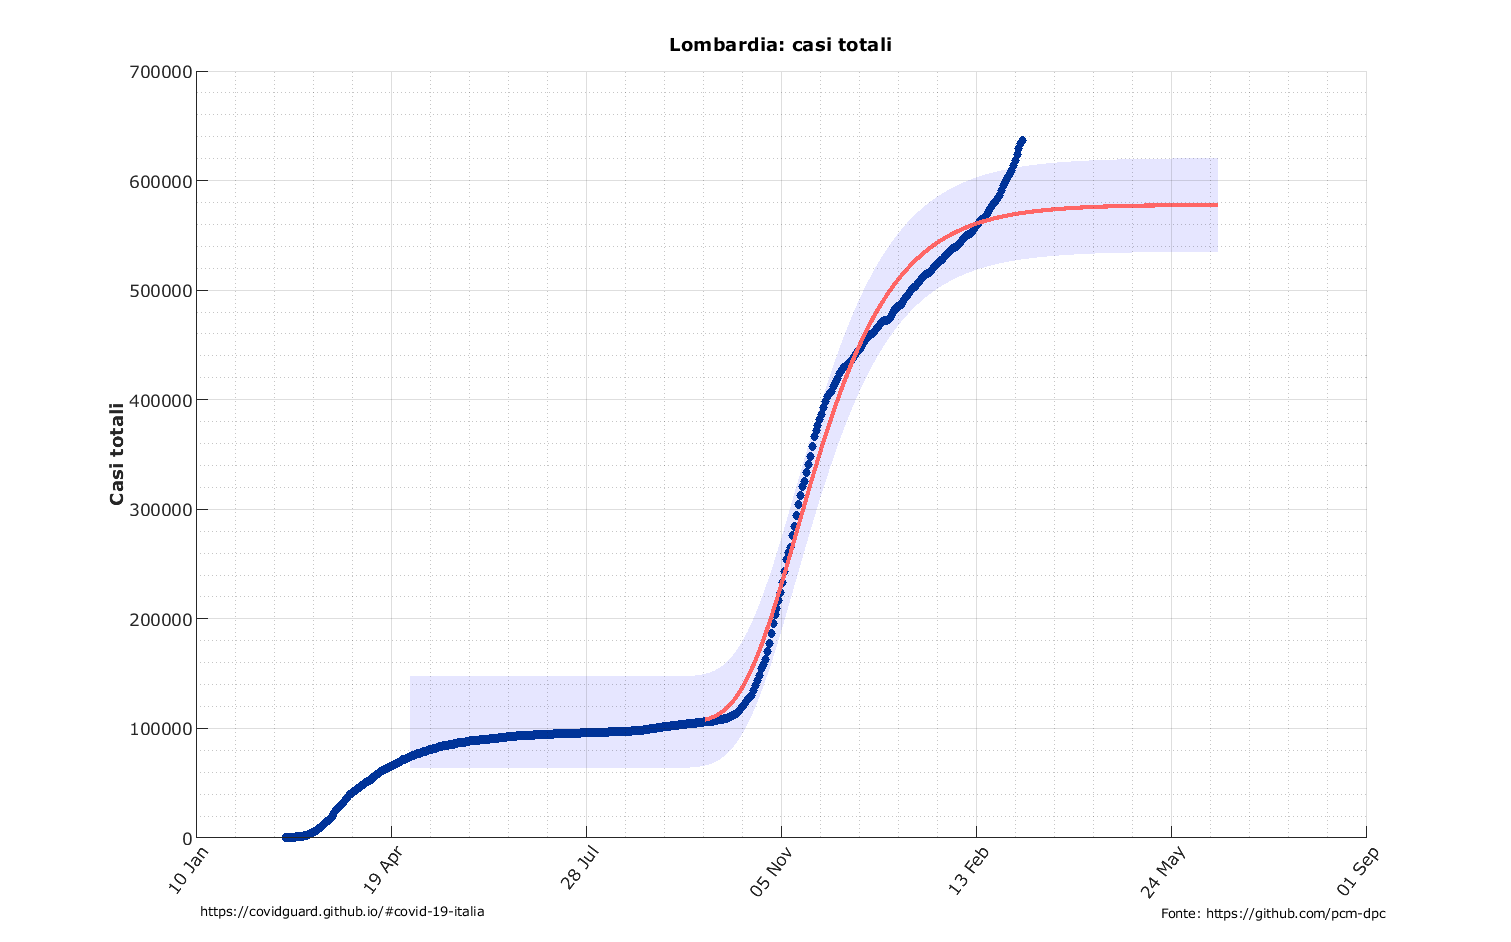 Lombardia: casi totali
Casi totali
700000
600000
500000
400000
300000
200000
100000
0
10 Jan
19 Apr
28 Jul
05 Nov
13 Feb
24 May
01 Sep
https://covidguard.github.io/#covid-19-italia
Fonte: https://github.com/pcm-dpc